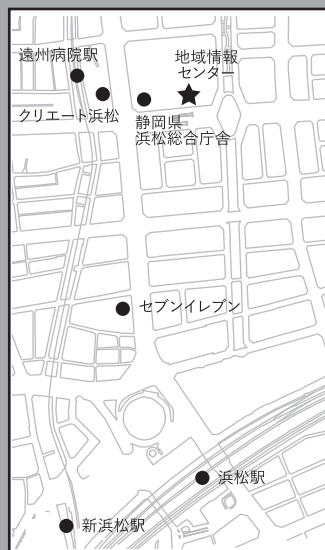 遠州病院駅
地域情報
センター
クリエート浜松
静岡県
浜松総合庁舎
セブンイレブン
浜松駅
新浜松駅